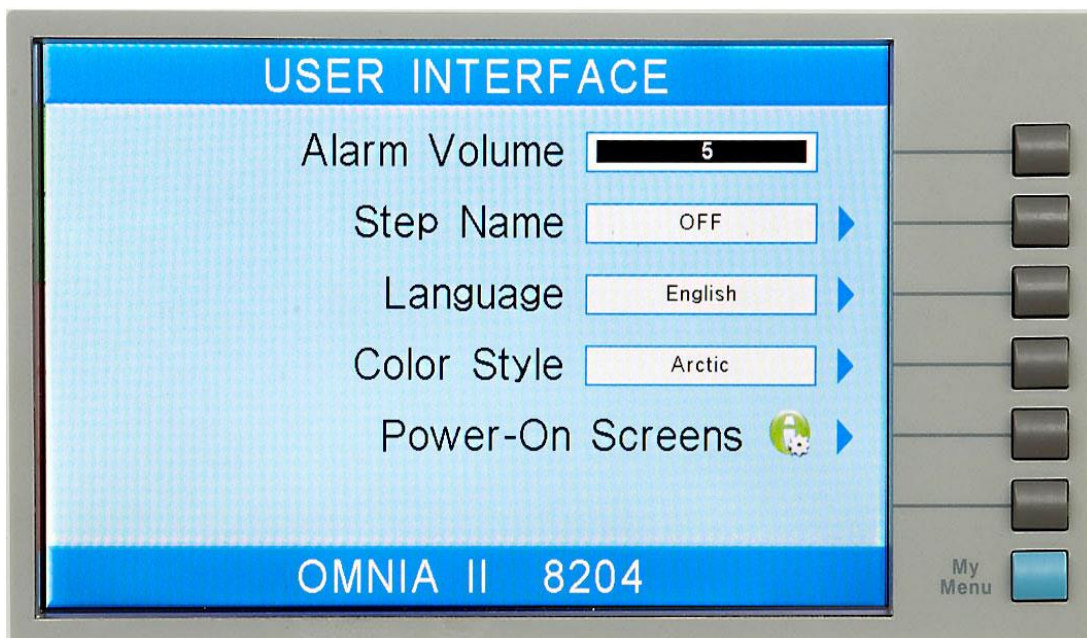 USER INTERFACE
Alarm Volume 5
Step Name OFF
Language English
Color Style Arctic
Power-On Screens
OMNIA II 8204
My
Menu